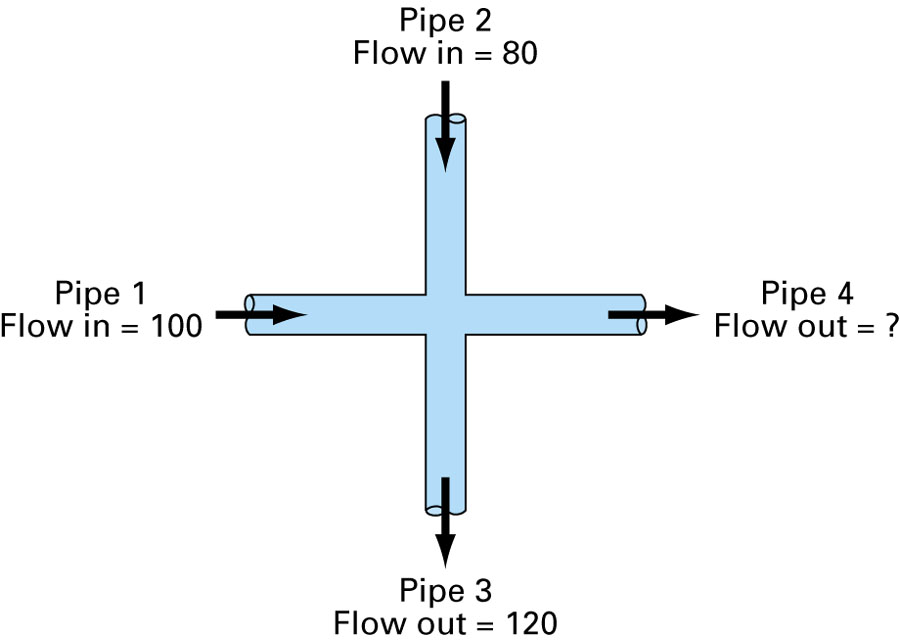 Pipe 2
Flow in = 80
Pipe 1
Flow in = 100
Pipe 4
Flow out = ?
Pipe 3
Flow out = 120